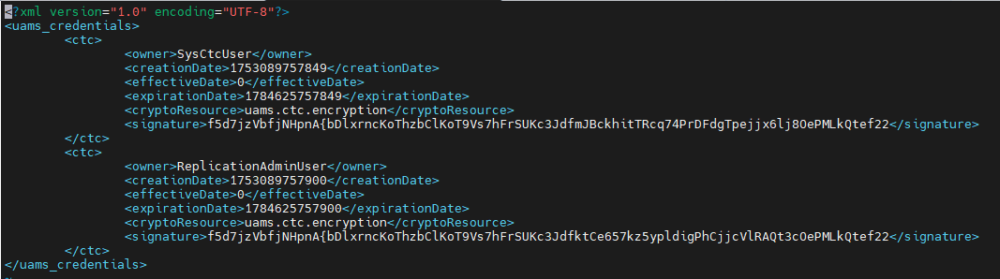 <?xml version="1.0" encoding="UTF-8"?>
<uams_credentials>
<ctc>
<owner>SysCtcUser</owner>
<creationDate>1753089757849</creationDate>
<effectiveDate>0</effectiveDate>
<expirationDate>1784625757849</expirationDate>
<cryptoResource>uams.ctc.encryption</cryptoResource>
<signature>f5d7jzVbfjNHpnA{bDlxrncKoThzbClKoT9Vs7hFrSUKc3JdfmJBckhitTRcq74PrDFdgTpejjx6lj8OePMLkQtef22</signature>
</ctc>
<ctc>
<owner>ReplicationAdminUser</owner>
<creationDate>1753089757900</creationDate>
<effectiveDate>0</effectiveDate>
<expirationDate>1784625757900</expirationDate>
<cryptoResource>uams.ctc.encryption</cryptoResource>
<signature>f5d7jzVbfjNHpnA{bDlxrncKoThzbClKoT9Vs7hFrSUKc3JdfktCe657kz5ypldigPhCjjcVlRAQt3cOePMLkQtef22</signature>
</ctc>
</uams_credentials>